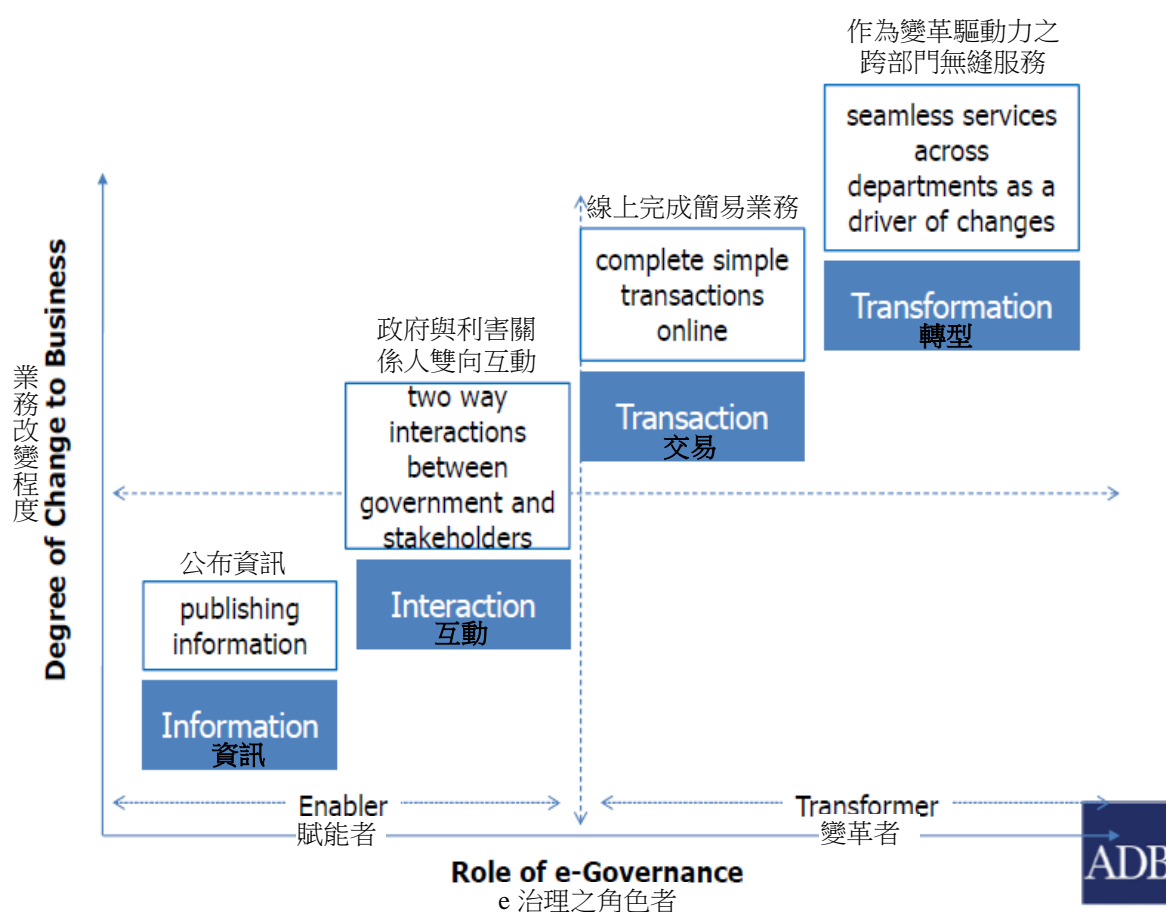 作為變革驅動力之
跨部門無縫服務
seamless services
across
departments as a
driver of changes
Transformation
轉型
線上完成簡易業務
complete simple
transactions
online
Transaction
交易
政府與利害關
係人雙向互動
two way
interactions
between
government and
stakeholders
Interaction
互動
公布資訊
publishing
information
Information
資訊
業務改變程度
Degree of Change to Business
Enabler
賦能者
Transformer
變革者
Role of e-Governance
e 治理之角色者
ADB